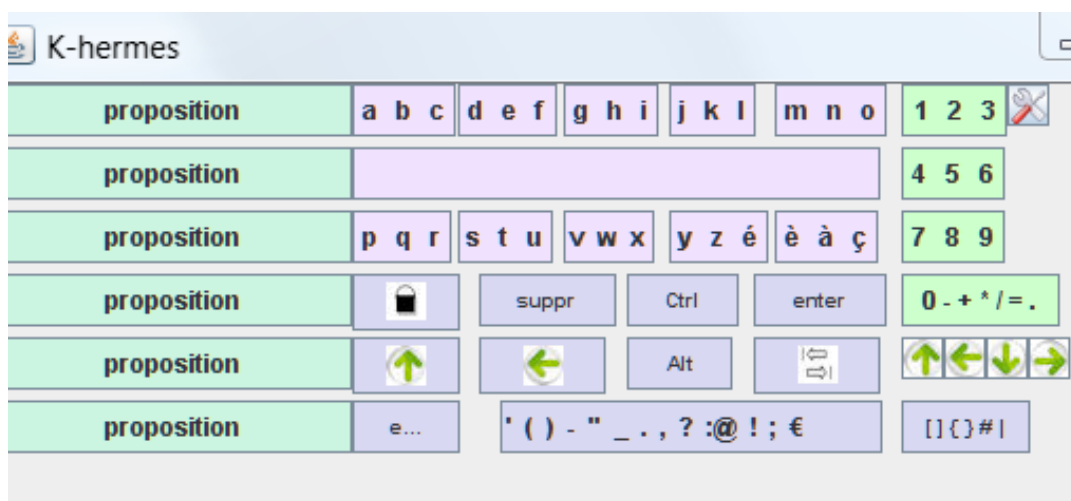 K-hermes
proposition a b c d e f g h i j k l m n o 1 2 3
proposition 4 5 6
proposition p q r s t u v w x y z é è à ç 7 8 9
proposition suppr Ctrl enter 0 - + * / = .
proposition Alt
proposition e... ' ( ) - " _ . , ? : @ ! ; € [ ] { } # |